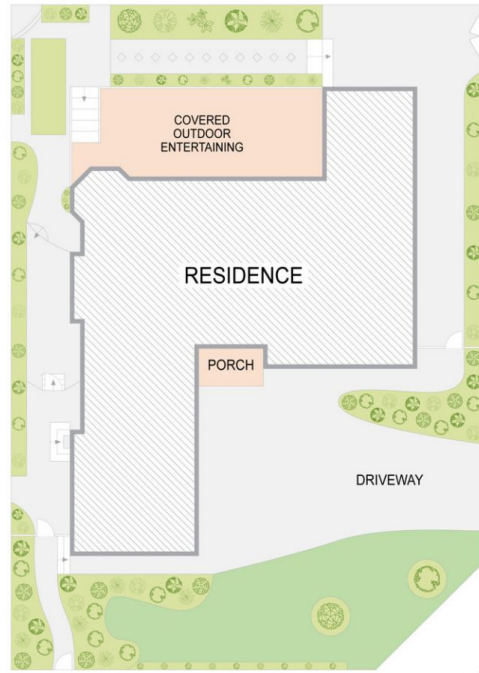 COVERED
OUTDOOR
ENTERTAINING
RESIDENCE
PORCH
DRIVEWAY